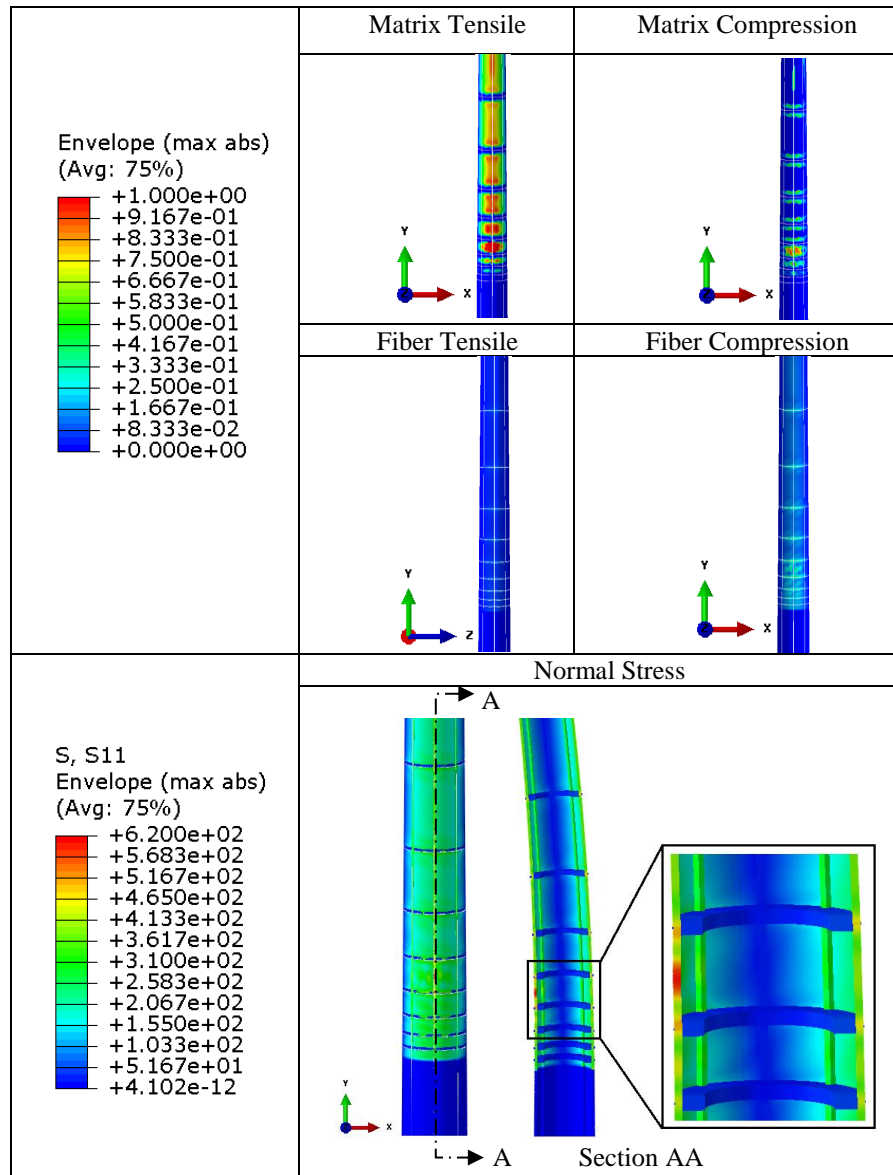 Matrix Tensile
Matrix Compression
Envelope (max abs)
(Avg: 75%)
+1.000e+00
+9.167e-01
+8.333e-01
+7.500e-01
+6.667e-01
+5.833e-01
+5.000e-01
+4.167e-01
+3.333e-01
+2.500e-01
+1.667e-01
+8.333e-02
+0.000e+00
Y
Z
X
Y
Z
X
Fiber Tensile
Fiber Compression
Y
Z
Y
X
Normal Stress
A
S, S11
Envelope (max abs)
(Avg: 75%)
+6.200e+02
+5.683e+02
+5.167e+02
+4.650e+02
+4.133e+02
+3.617e+02
+3.100e+02
+2.583e+02
+2.067e+02
+1.550e+02
+1.033e+02
+5.167e+01
+4.102e-12
Y
X
A
Section AA